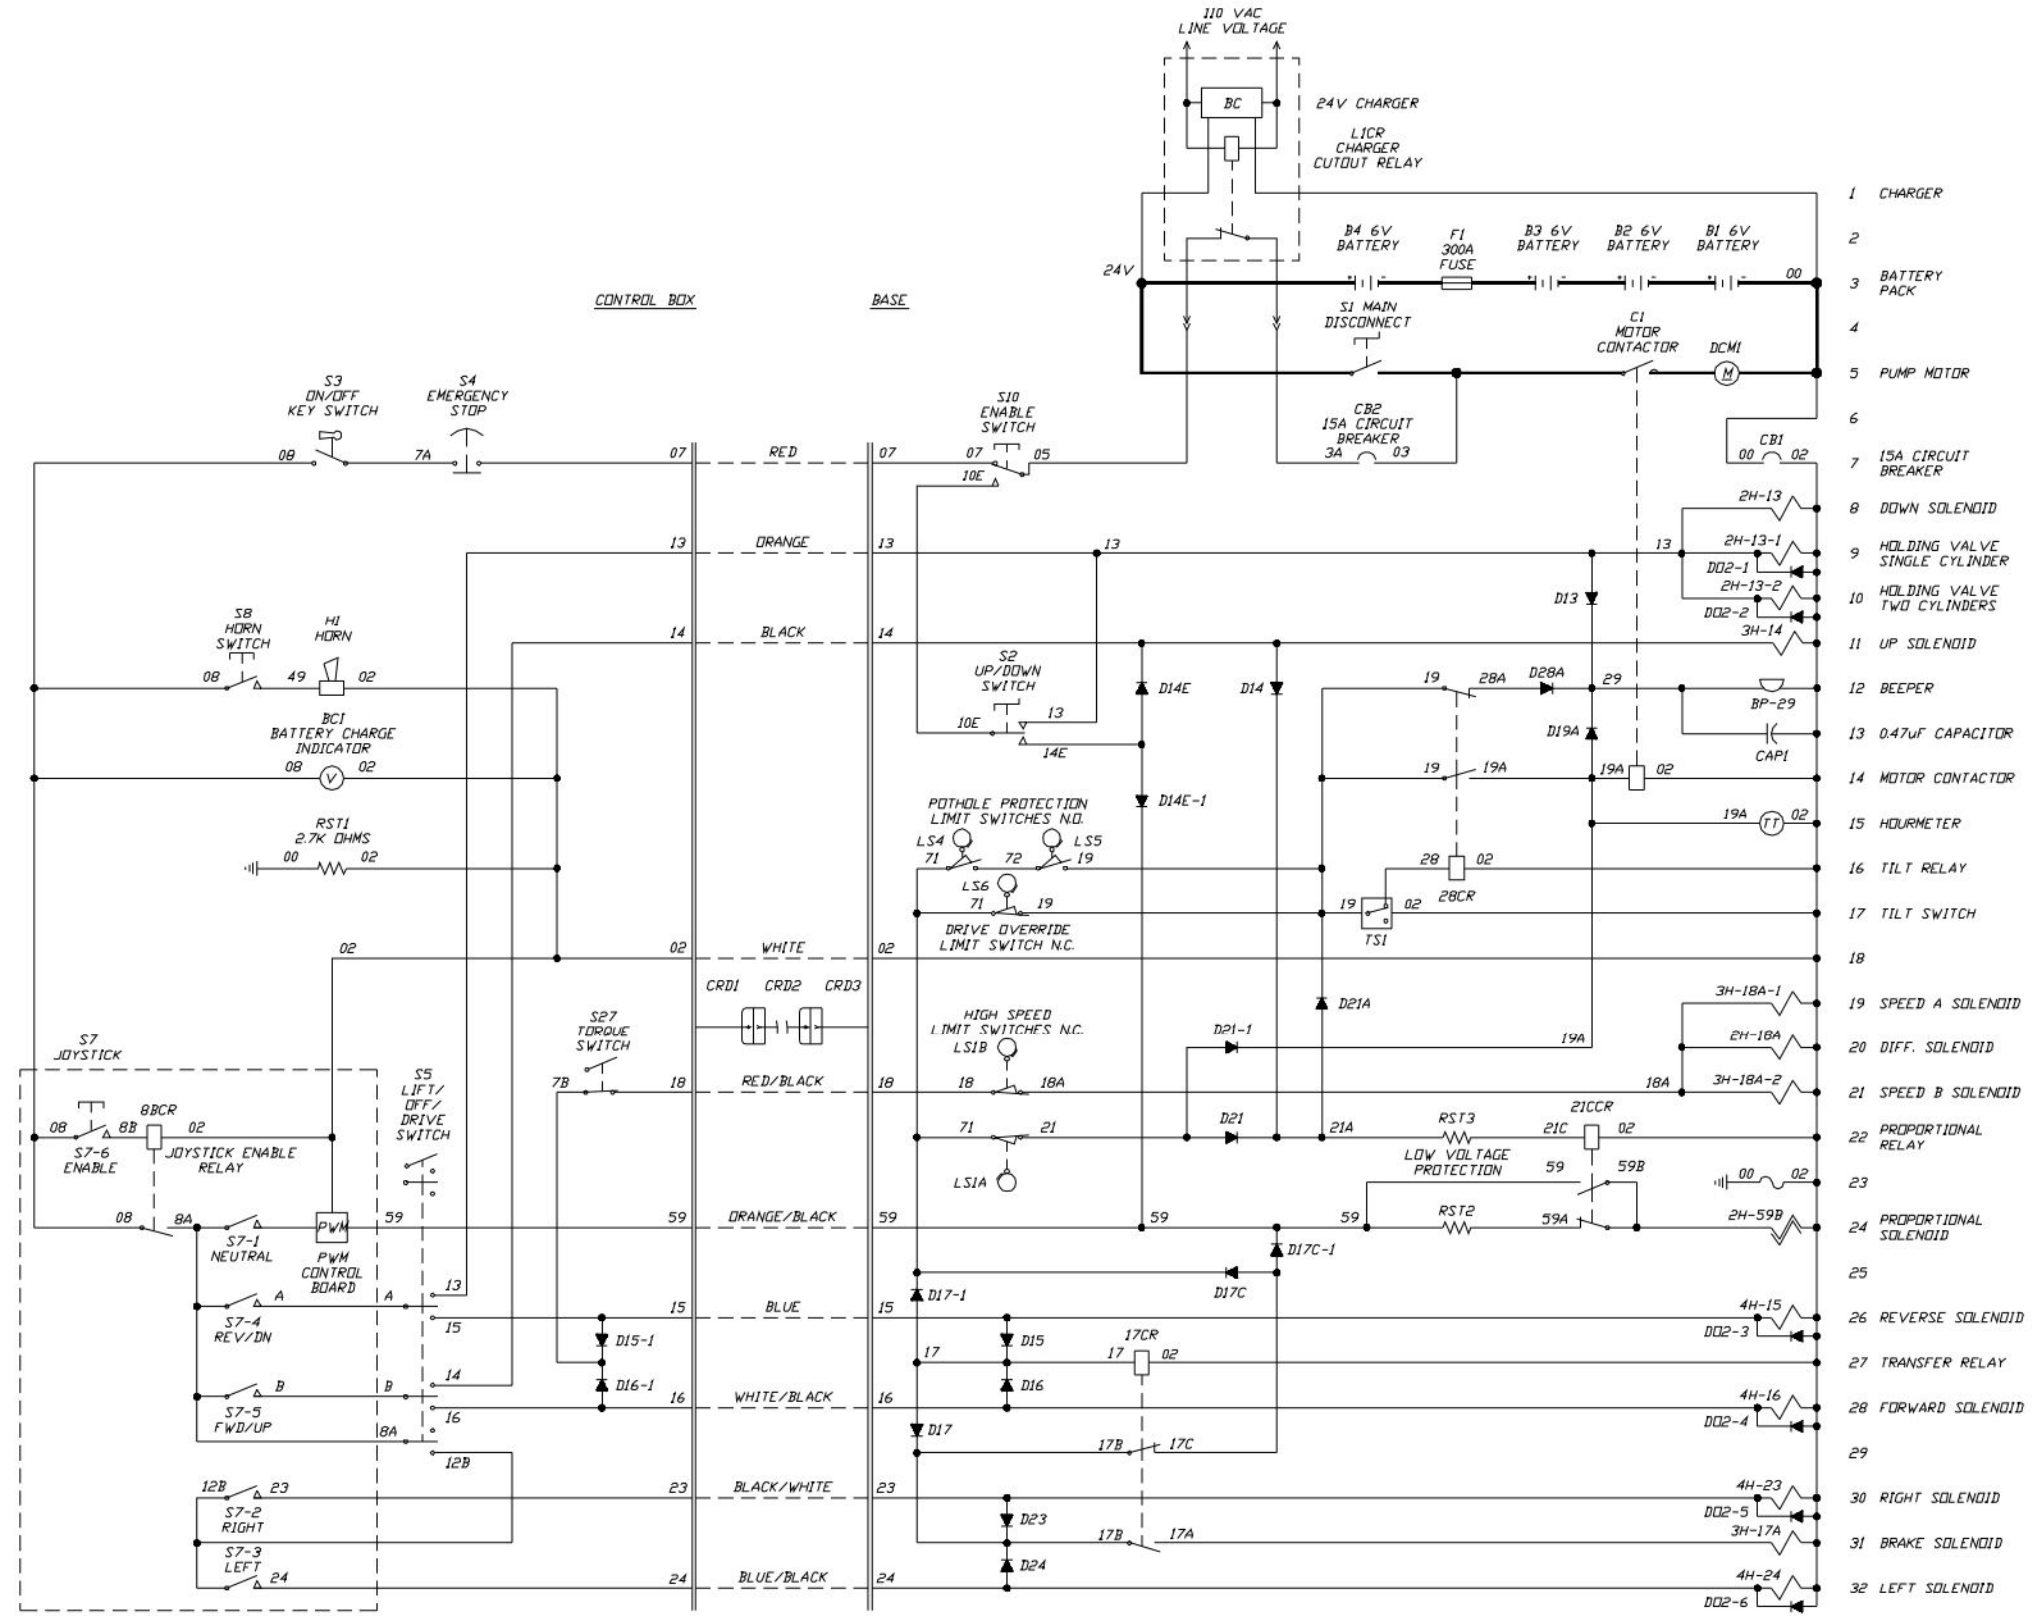 110 VAC
LINE VOLTAGE
BC
24V CHARGER
L1CR
CHARGER
CUTOUT RELAY
1 CHARGER
2
B4 6V
BATTERY
F1
300A
FUSE
B3 6V
BATTERY
B2 6V
BATTERY
B1 6V
BATTERY
24V
00
3 BATTERY
PACK
CONTROL BOX
BASE
S1 MAIN
DISCONNECT
C1
MOTOR
CONTACTOR
DCM1
M
4
5 PUMP MOTOR
S3
ON/OFF
KEY SWITCH
S4
EMERGENCY
STOP
S10
ENABLE
SWITCH
CB2
15A CIRCUIT
BREAKER
6
CB1
08
7A
07
RED
07
07
05
10E
3A
03
00
02
7 15A CIRCUIT
BREAKER
2H-13
8 DOWN SOLENOID
13
ORANGE
13
13
13
2H-13-1
DO2-1
9 HOLDING VALVE
SINGLE CYLINDER
D13
2H-13-2
DO2-2
10 HOLDING VALVE
TWO CYLINDERS
S8
HORN
SWITCH
H1
HORN
14
BLACK
14
3H-14
11 UP SOLENOID
08
49
02
S2
UP/DOWN
SWITCH
D14E
D14
19
28A
D28A
29
BP-29
12 BEEPER
10E
13
14E
BC1
BATTERY CHARGE
INDICATOR
D19A
CAP1
13 0.47uF CAPACITOR
08
V
02
19
19A
19A
02
14 MOTOR CONTACTOR
D14E-1
POTHOLE PROTECTION
LIMIT SWITCHES N.O.
RST1
2.7K OHMS
19A
TT
02
15 HOURMETER
00
02
LS4
71
72
LS5
19
28
02
28CR
16 TILT RELAY
LS6
71
19
19
02
TS1
17 TILT SWITCH
DRIVE OVERRIDE
LIMIT SWITCH N.C.
02
02
WHITE
02
18
CRD1
CRD2
CRD3
D21A
3H-18A-1
19 SPEED A SOLENOID
S27
TORQUE
SWITCH
HIGH SPEED
LIMIT SWITCHES N.C.
LS1B
D21-1
19A
2H-18A
20 DIFF. SOLENOID
S7
JOYSTICK
S5
LIFT/
OFF/
DRIVE
SWITCH
7B
18
RED/BLACK
18
18
18A
18A
3H-18A-2
21 SPEED B SOLENOID
08
8B
8BCR
02
S7-6
ENABLE
JOYSTICK ENABLE
RELAY
71
21
D21
21A
RST3
21C
21CCR
02
22 PROPORTIONAL
RELAY
LS1A
LOW VOLTAGE
PROTECTION
59
59B
00
02
23
08
8A
S7-1
NEUTRAL
PWM
59
PWM
CONTROL
BOARD
59
ORANGE/BLACK
59
59
59
RST2
59A
2H-59B
24 PROPORTIONAL
SOLENOID
D17C-1
D17C
25
D17-1
A
A
13
15
S7-4
REV/DN
15
BLUE
15
4H-15
DO2-3
26 REVERSE SOLENOID
D15-1
D15
17
17
17CR
02
27 TRANSFER RELAY
D16-1
D16
14
B
B
16
S7-5
FWD/UP
16
WHITE/BLACK
16
4H-16
DO2-4
28 FORWARD SOLENOID
8A
12B
D17
17B
17C
29
12B
23
S7-2
RIGHT
23
BLACK/WHITE
23
4H-23
DO2-5
30 RIGHT SOLENOID
D23
17B
17A
3H-17A
31 BRAKE SOLENOID
S7-3
LEFT
24
D24
24
BLUE/BLACK
24
4H-24
DO2-6
32 LEFT SOLENOID